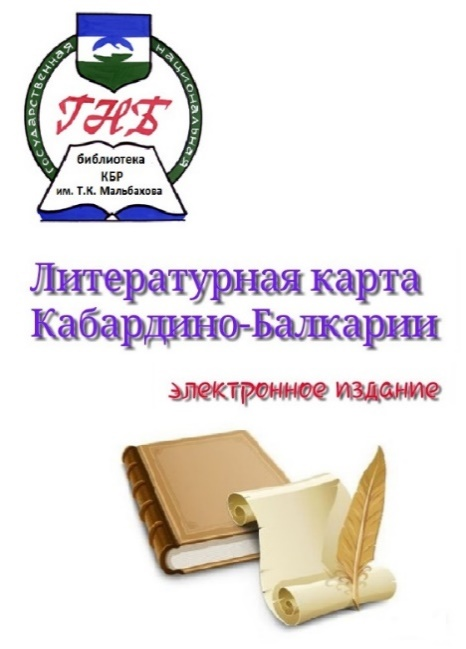 государственная национальная
ГНБ
библиотека
КБР
им. Т.К. Мальбахова
Литературная карта
Кабардино-Балкарии
электронное издание